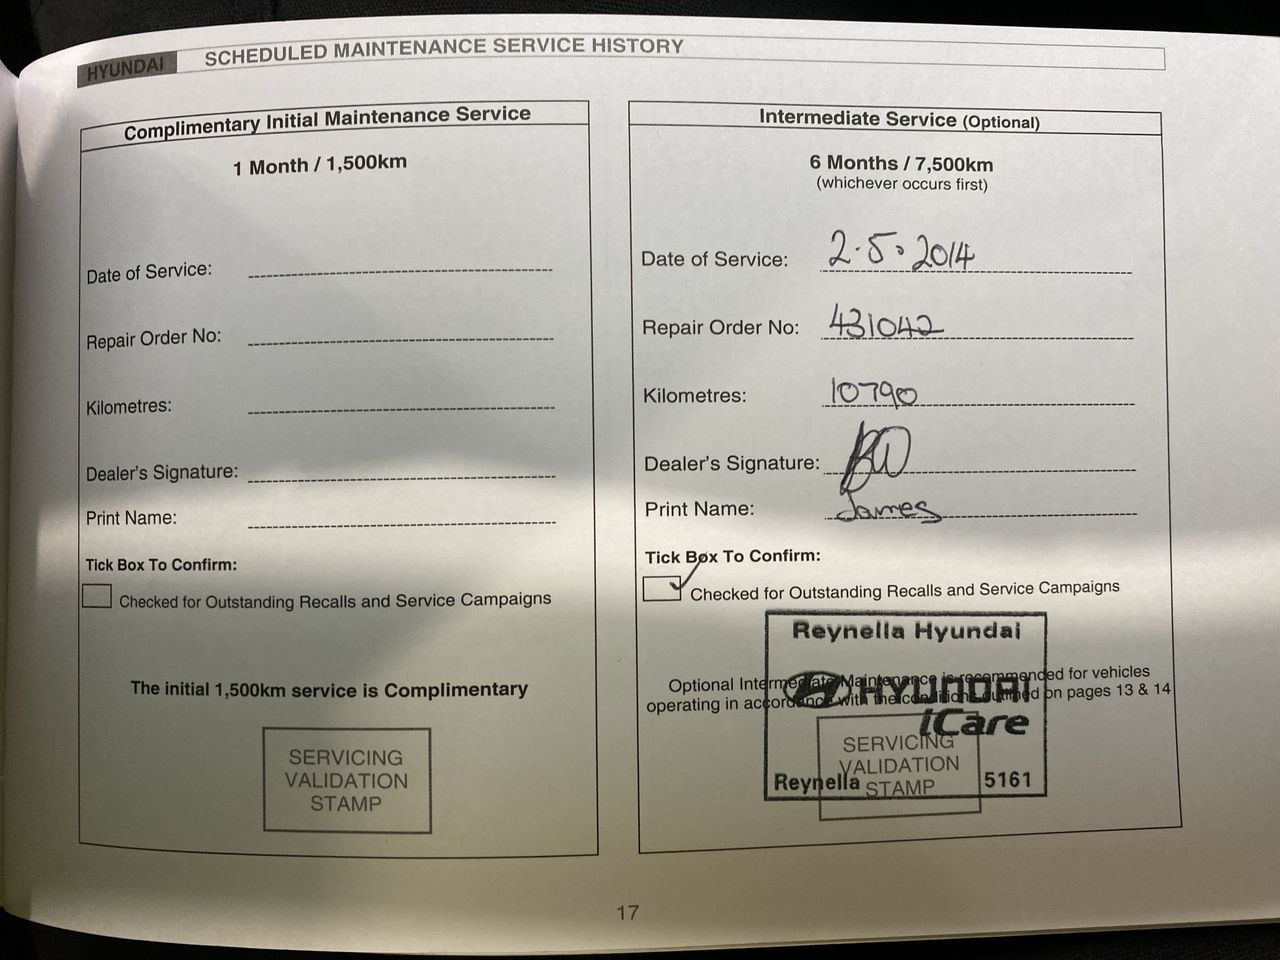 HYUNDAI
SCHEDULED MAINTENANCE SERVICE HISTORY
Complimentary Initial Maintenance Service
1 Month / 1,500km
Date of Service:
Repair Order No:
Kilometres:
Dealer's Signature:
Print Name:
Tick Box To Confirm:
Checked for Outstanding Recalls and Service Campaigns
The initial 1,500km service is Complimentary
SERVICING
VALIDATION
STAMP
Intermediate Service (Optional)
6 Months / 7,500km
(whichever occurs first)
Date of Service: 2.5.2014
Repair Order No: 431042
Kilometres: 10790
Dealer's Signature:
Print Name: James
Tick Box To Confirm:
Checked for Outstanding Recalls and Service Campaigns
Reynella Hyundai
Optional Intermediate Maintenance is recommended for vehicles
operating in accordance with the conditions outlined on pages 13 & 14
HYUNDAI
iCare
SERVICING
VALIDATION
STAMP
Reynella 5161
17